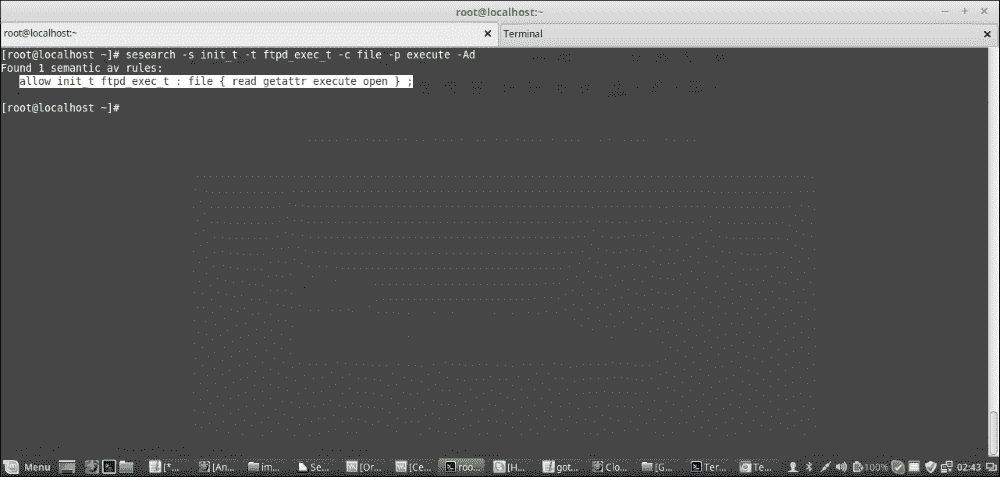 root@localhost:~
root@localhost:~ × Terminal ×
[root@localhost ~]# sesearch -s init_t -t ftpd_exec_t -c file -p execute -Ad
Found 1 semantic av rules:
allow init_t ftpd_exec_t : file { read getattr execute open } ;
[root@localhost ~]#
Menu [*... [An... im... Se... [Or... [Ce... roo... [H... got... Clo... [G... Ter... Te... 100% 02:43